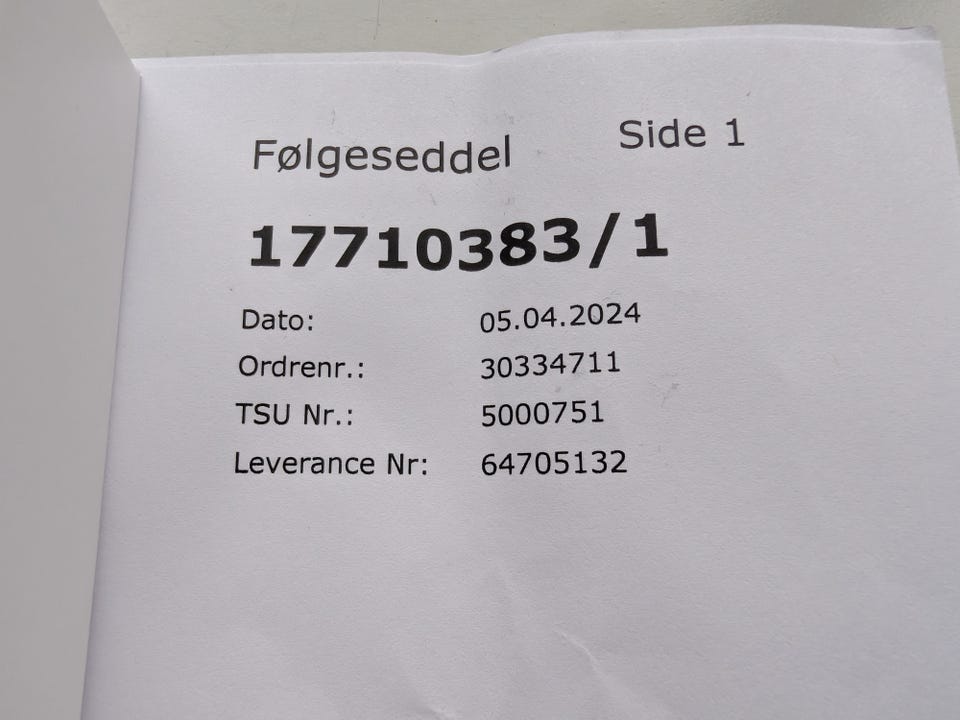 Følgeseddel Side 1
17710383/1
Dato: 05.04.2024
Ordrenr.: 30334711
TSU Nr.: 5000751
Leverance Nr: 64705132